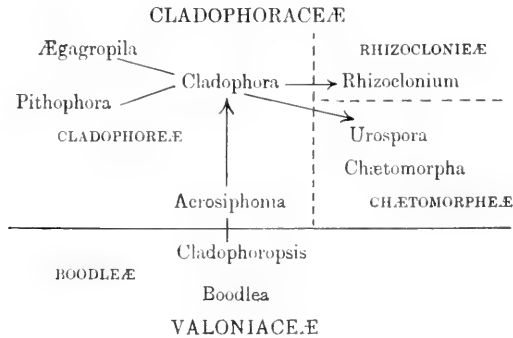 CLADOPHORACEÆ
Ægagropila
RHIZOCLONIEÆ
Cladophora
Rhizoclonium
Pithophora
CLADOPHOREÆ
Urospora
Chætomorpha
Acrosiphonia
CHÆTOMORPHEÆ
Cladophoropsis
BOODLEÆ
Boodlea
VALONIACEÆ